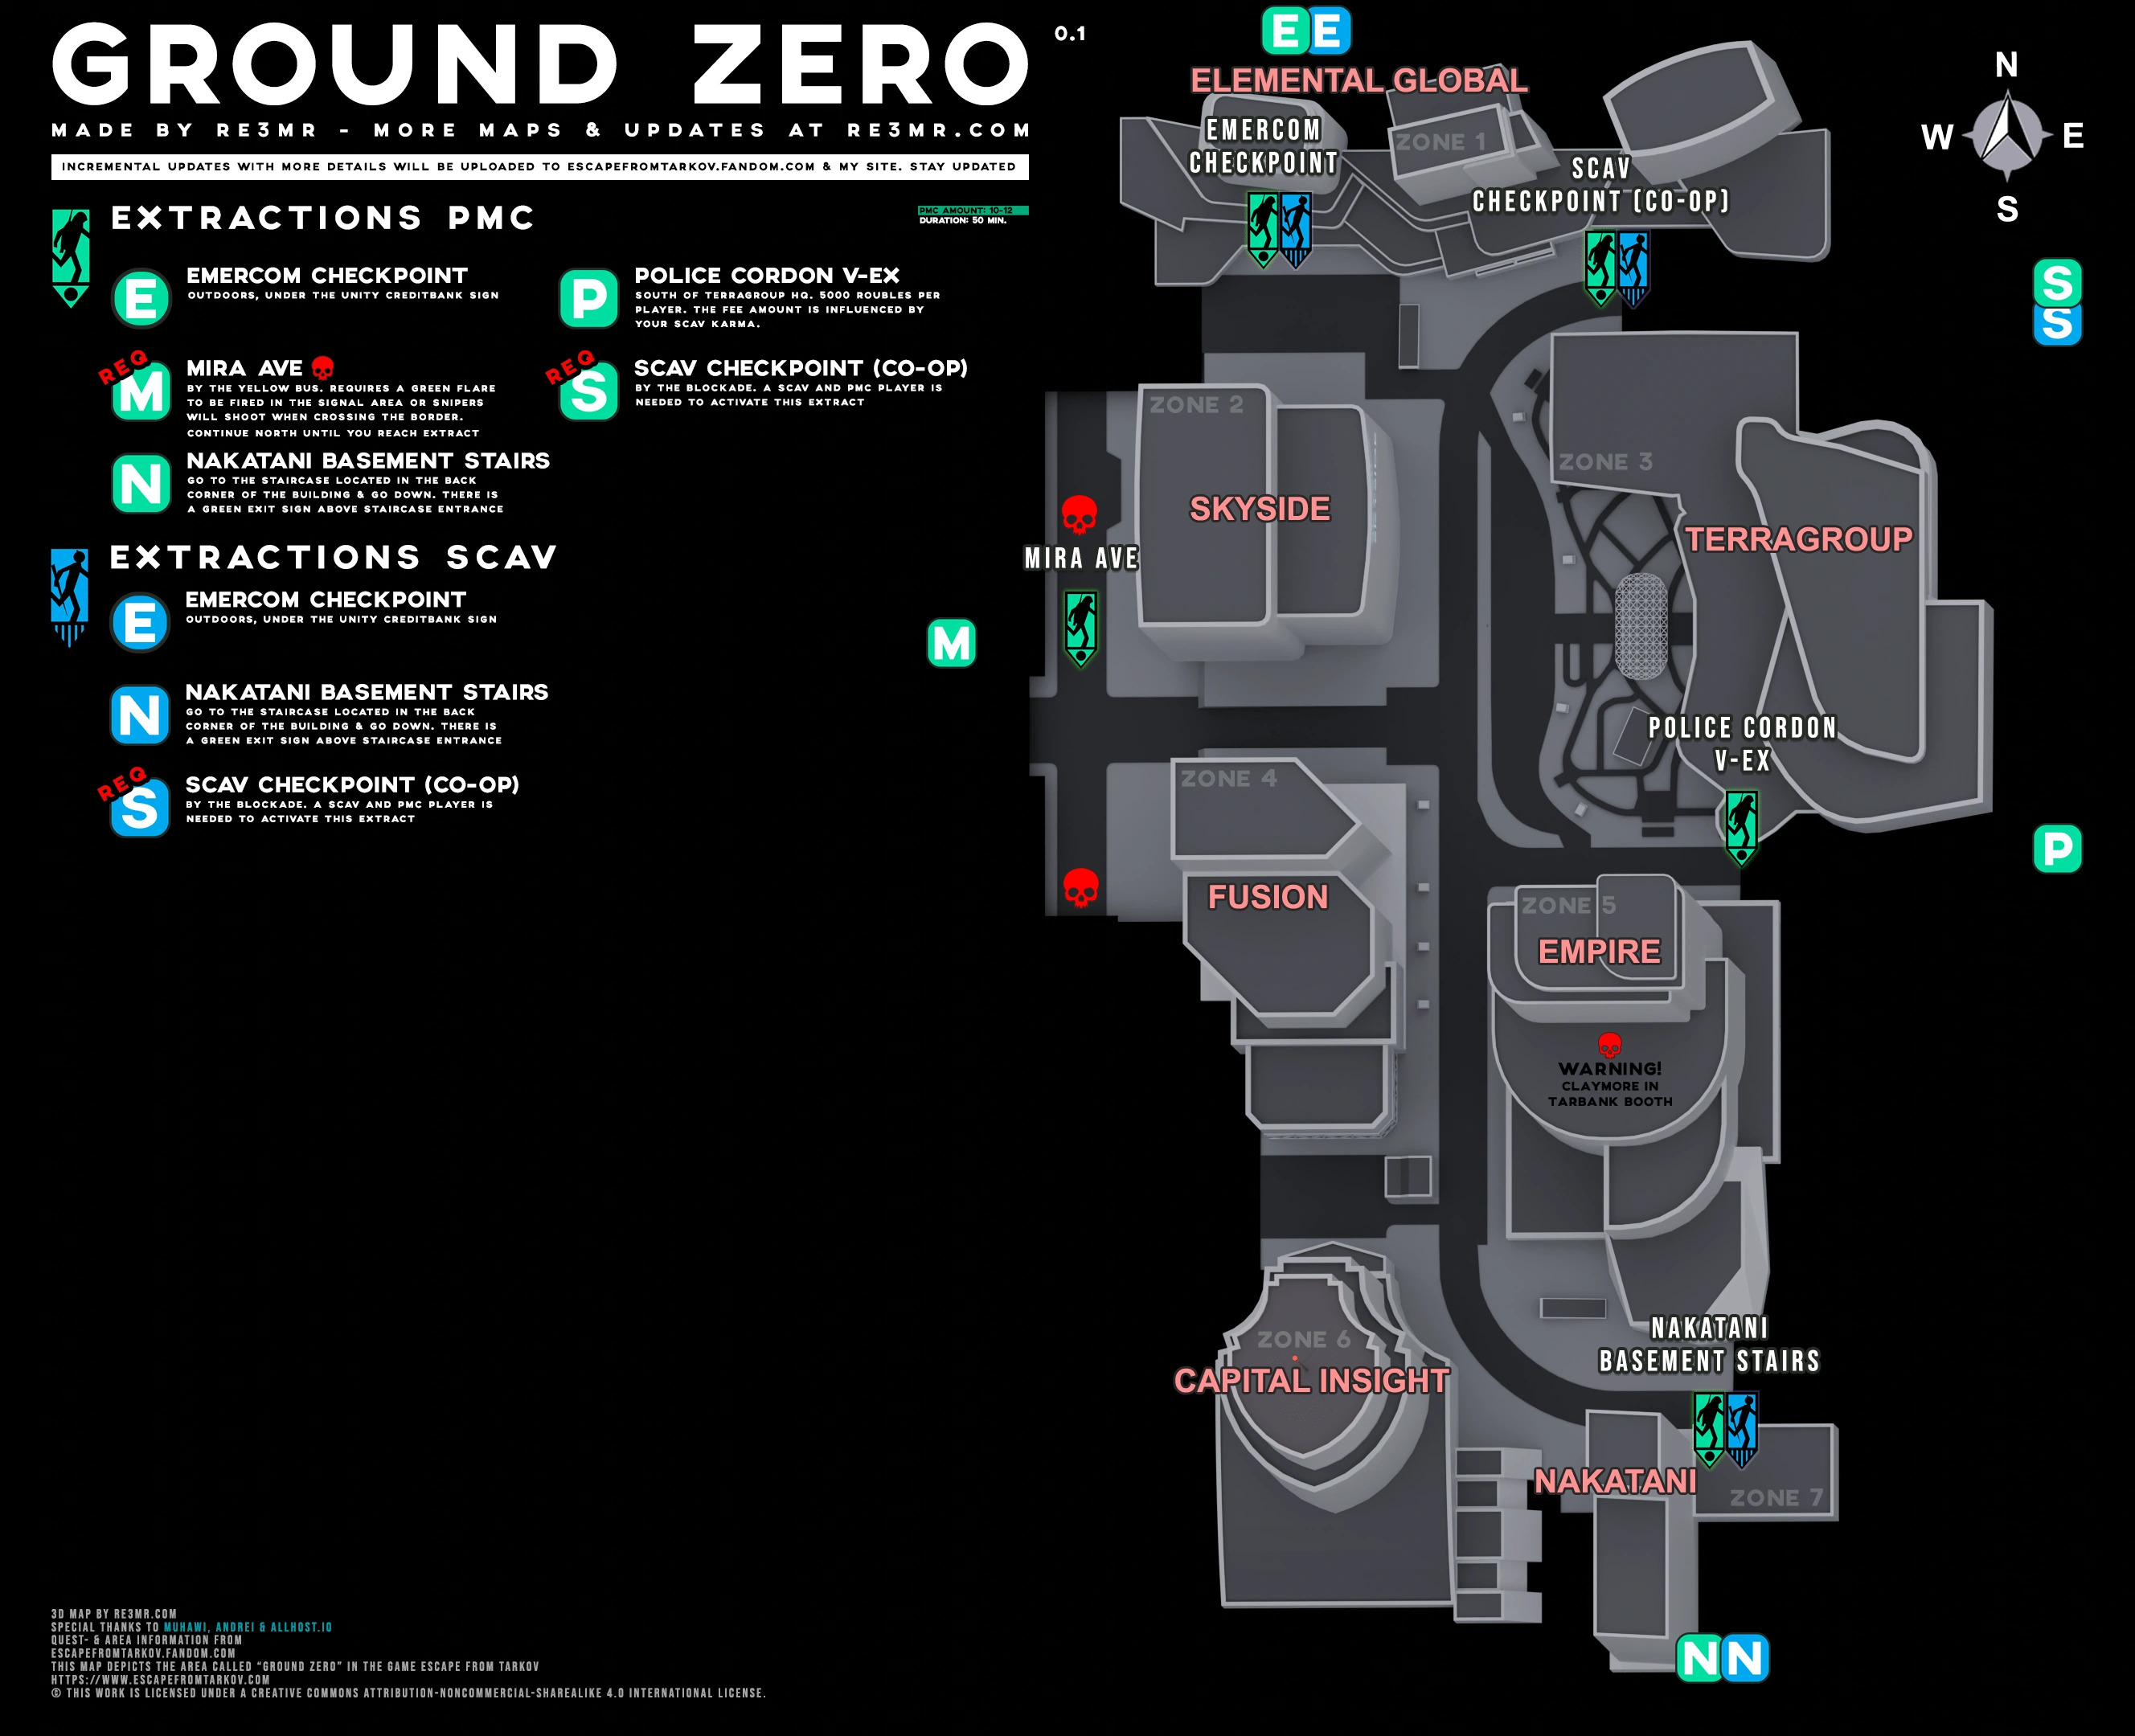 GROUND ZERO
0.1
MADE BY RE3MR - MORE MAPS & UPDATES AT RE3MR.COM
INCREMENTAL UPDATES WITH MORE DETAILS WILL BE UPLOADED TO ESCAPEFROMTARKOV.FANDOM.COM & MY SITE. STAY UPDATED
EXTRACTIONS PMC
PMC AMOUNT: 10-12
DURATION: 50 MIN.
E
EMERCOM CHECKPOINT
OUTDOORS, UNDER THE UNITY CREDITBANK SIGN
P
POLICE CORDON V-EX
SOUTH OF TERRAGROUP HQ. 5000 ROUBLES PER
PLAYER. THE FEE AMOUNT IS INFLUENCED BY
YOUR SCAV KARMA.
REQ
M
MIRA AVE
BY THE YELLOW BUS. REQUIRES A GREEN FLARE
TO BE FIRED IN THE SIGNAL AREA OR SNIPERS
WILL SHOOT WHEN CROSSING THE BORDER.
CONTINUE NORTH UNTIL YOU REACH EXTRACT
REQ
S
SCAV CHECKPOINT (CO-OP)
BY THE BLOCKADE. A SCAV AND PMC PLAYER IS
NEEDED TO ACTIVATE THIS EXTRACT
N
NAKATANI BASEMENT STAIRS
GO TO THE STAIRCASE LOCATED IN THE BACK
CORNER OF THE BUILDING & GO DOWN. THERE IS
A GREEN EXIT SIGN ABOVE STAIRCASE ENTRANCE
EXTRACTIONS SCAV
E
EMERCOM CHECKPOINT
OUTDOORS, UNDER THE UNITY CREDITBANK SIGN
N
NAKATANI BASEMENT STAIRS
GO TO THE STAIRCASE LOCATED IN THE BACK
CORNER OF THE BUILDING & GO DOWN. THERE IS
A GREEN EXIT SIGN ABOVE STAIRCASE ENTRANCE
REQ
S
SCAV CHECKPOINT (CO-OP)
BY THE BLOCKADE. A SCAV AND PMC PLAYER IS
NEEDED TO ACTIVATE THIS EXTRACT
E E
ELEMENTAL GLOBAL
EMERCOM
CHECKPOINT
ZONE 1
SCAV
CHECKPOINT (CO-OP)
N
W E
S
S
S
ZONE 2
SKYSIDE
MIRA AVE
M
ZONE 3
TERRAGROUP
POLICE CORDON
V-EX
P
ZONE 4
FUSION
ZONE 5
EMPIRE
WARNING!
CLAYMORE IN
TARBANK BOOTH
ZONE 6
CAPITAL INSIGHT
NAKATANI
BASEMENT STAIRS
NAKATANI
ZONE 7
N N
3D MAP BY RE3MR.COM
SPECIAL THANKS TO MUHAWI, ANDREI & ALLHOST.IO
QUEST- & AREA INFORMATION FROM
ESCAPEFROMTARKOV.FANDOM.COM
THIS MAP DEPICTS THE AREA CALLED "GROUND ZERO" IN THE GAME ESCAPE FROM TARKOV
HTTPS://WWW.ESCAPEFROMTARKOV.COM
© THIS WORK IS LICENSED UNDER A CREATIVE COMMONS ATTRIBUTION-NONCOMMERCIAL-SHAREALIKE 4.0 INTERNATIONAL LICENSE.